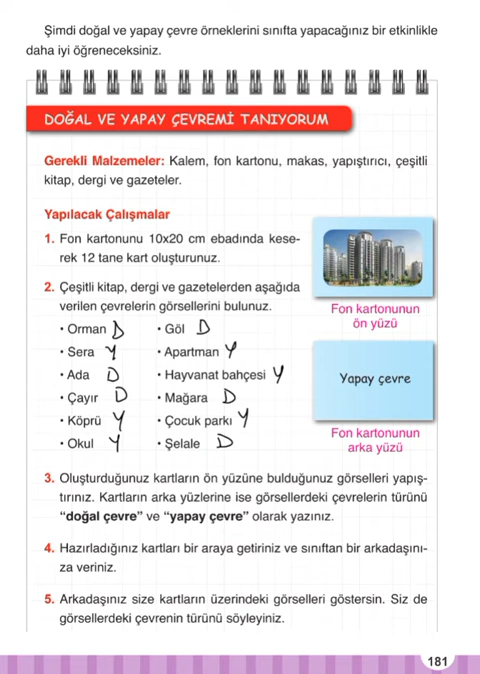 Şimdi doğal ve yapay çevre örneklerini sınıfta yapacağınız bir etkinlikle
daha iyi öğreneceksiniz.
DOĞAL VE YAPAY ÇEVREMİ TANIYORUM
Gerekli Malzemeler: Kalem, fon kartonu, makas, yapıştırıcı, çeşitli
kitap, dergi ve gazeteler.
Yapılacak Çalışmalar
1. Fon kartonunu 10x20 cm ebadında kese-
rek 12 tane kart oluşturunuz.
2. Çeşitli kitap, dergi ve gazetelerden aşağıda
verilen çevrelerin görsellerini bulunuz.
• Orman D • Göl D
• Sera Y • Apartman Y
• Ada D • Hayvanat bahçesi Y
• Çayır D • Mağara D
• Köprü Y • Çocuk parkı Y
• Okul Y • Şelale D
Fon kartonunun
ön yüzü
Yapay çevre
Fon kartonunun
arka yüzü
3. Oluşturduğunuz kartların ön yüzüne bulduğunuz görselleri yapış-
tırınız. Kartların arka yüzlerine ise görsellerdeki çevrelerin türünü
“doğal çevre” ve “yapay çevre” olarak yazınız.
4. Hazırladığınız kartları bir araya getiriniz ve sınıftan bir arkadaşını-
za veriniz.
5. Arkadaşınız size kartların üzerindeki görselleri göstersin. Siz de
görsellerdeki çevrenin türünü söyleyiniz.
181